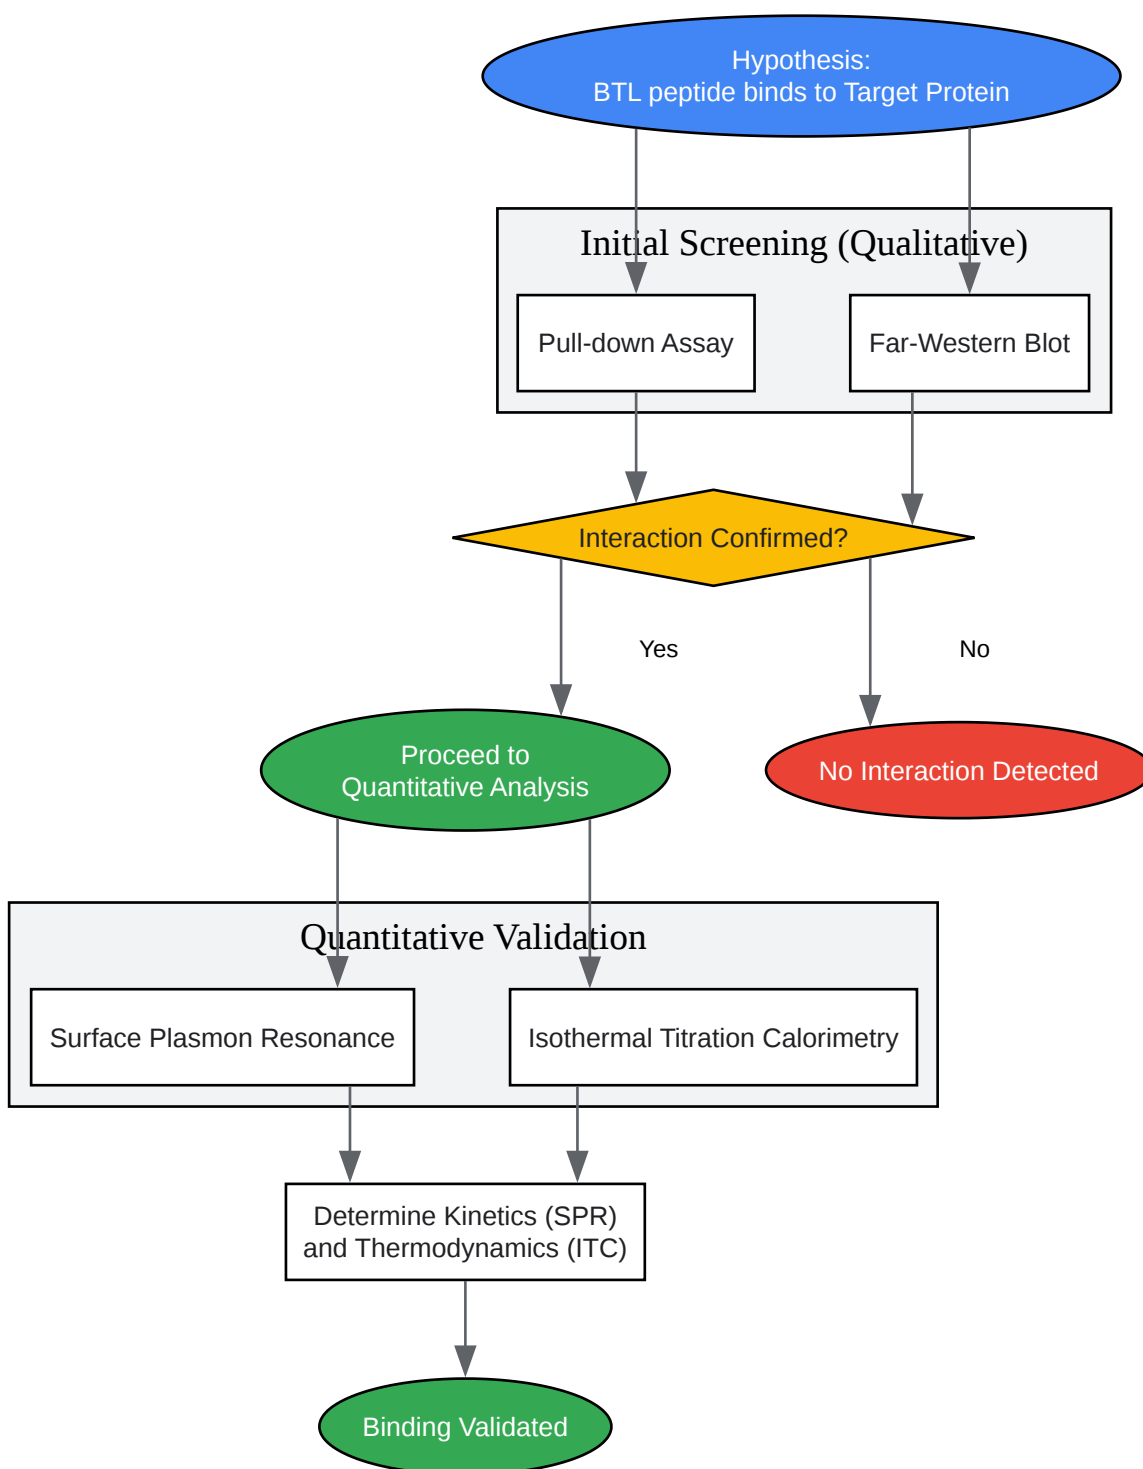 Hypothesis:
BTL peptide binds to Target Protein
Initial Screening (Qualitative)
Pull-down Assay
Far-Western Blot
Interaction Confirmed?
Yes
No
Proceed to
Quantitative Analysis
No Interaction Detected
Quantitative Validation
Surface Plasmon Resonance
Isothermal Titration Calorimetry
Determine Kinetics (SPR)
and Thermodynamics (ITC)
Binding Validated